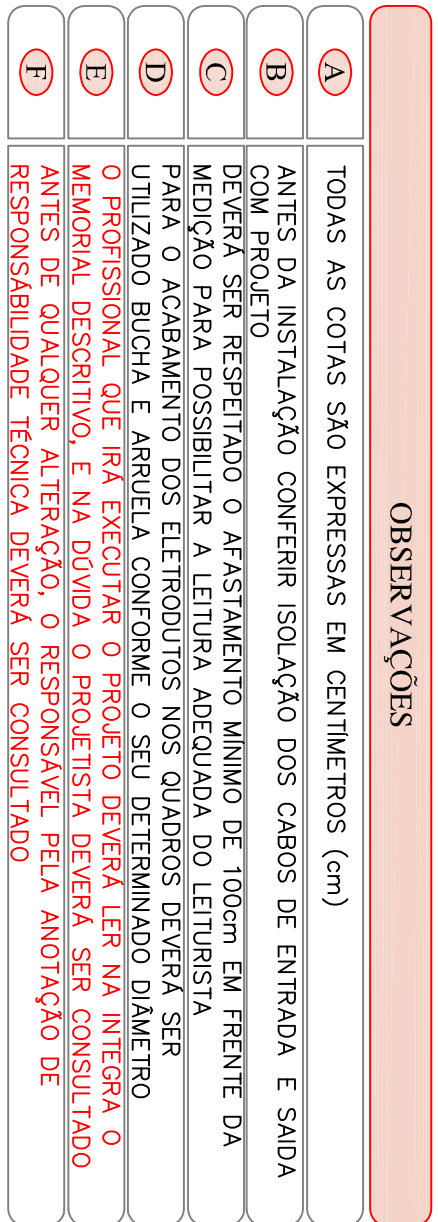 OBSERVAÇÕES
A
TODAS AS COTAS SÃO EXPRESSAS EM CENTÍMETROS (cm)
B
ANTES DA INSTALAÇÃO CONFERIR ISOLAÇÃO DOS CABOS DE ENTRADA E SAIDA
COM PROJETO
C
DEVERÁ SER RESPEITADO O AFASTAMENTO MÍNIMO DE 100cm EM FRENTE DA
MEDIÇÃO PARA POSSIBILITAR A LEITURA ADEQUADA DO LEITURISTA
D
PARA O ACABAMENTO DOS ELETRODUTOS NOS QUADROS DEVERÁ SER
UTILIZADO BUCHA E ARRUELA CONFORME O SEU DETERMINADO DIÂMETRO
E
O PROFISSIONAL QUE IRÁ EXECUTAR O PROJETO DEVERÁ LER NA INTEGRA O
MEMORIAL DESCRITIVO, E NA DÚVIDA O PROJETISTA DEVERÁ SER CONSULTADO
F
ANTES DE QUALQUER ALTERAÇÃO, O RESPONSÁVEL PELA ANOTAÇÃO DE
RESPONSÁBILIDADE TÉCNICA DEVERÁ SER CONSULTADO